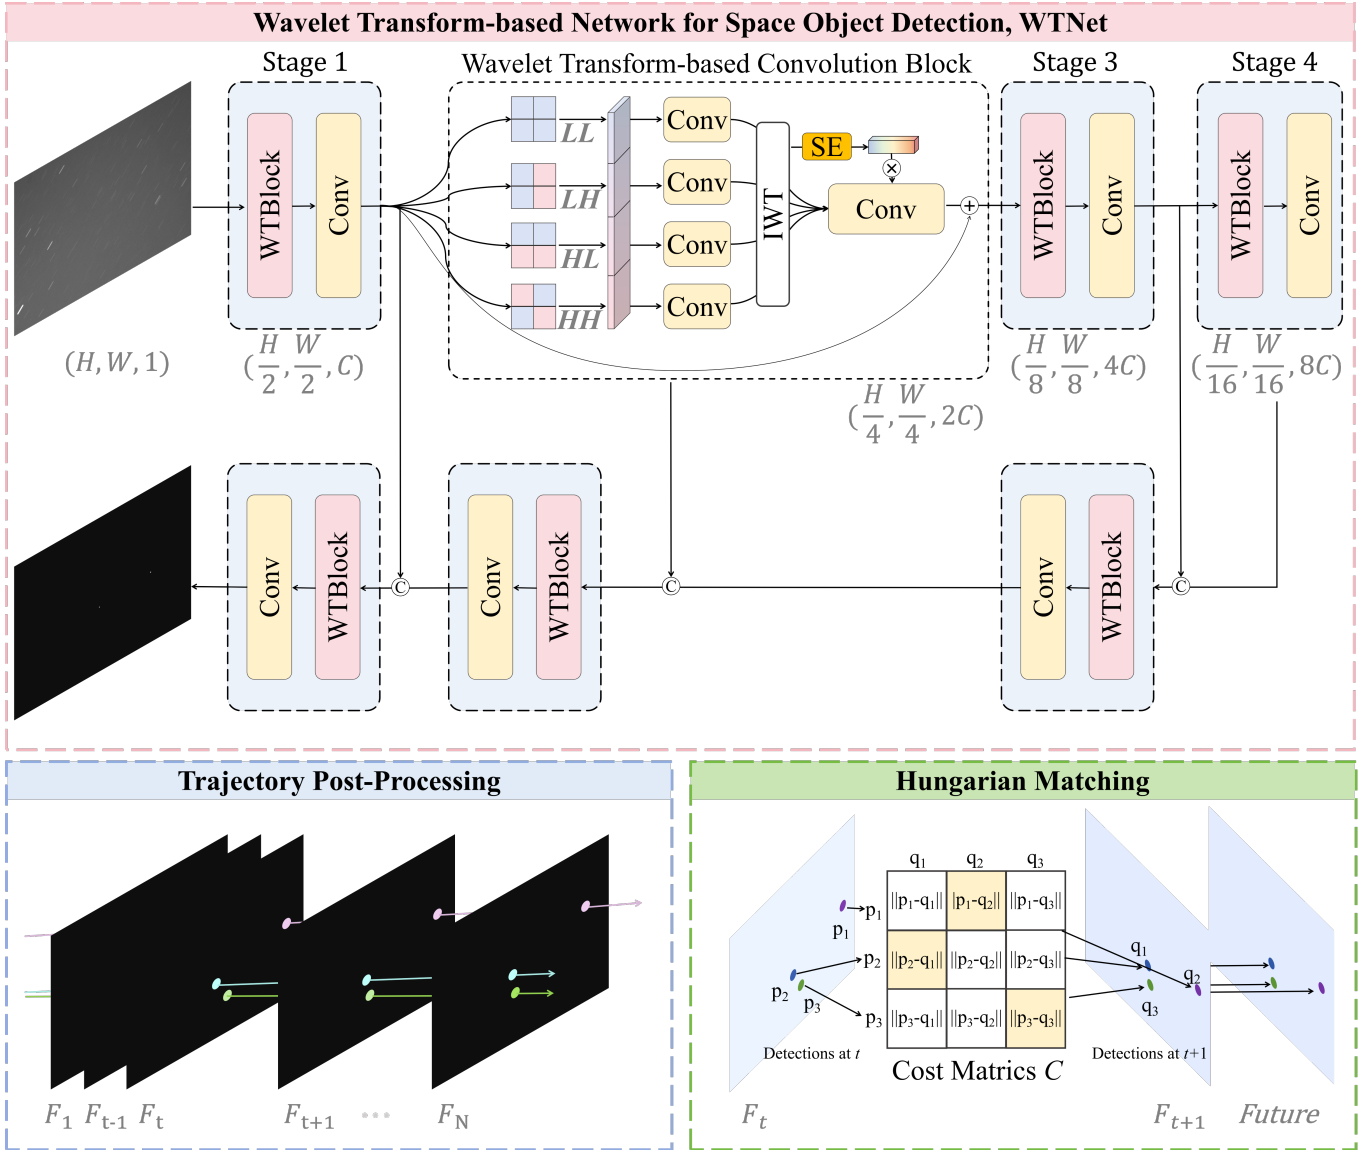 Wavelet Transform-based Network for Space Object Detection, WTNet
Stage 1
Wavelet Transform-based Convolution Block
Stage 3
Stage 4
WTBlock
Conv
LL
LH
HL
HH
Conv
Conv
Conv
Conv
IWT
SE
×
Conv
+
WTBlock
Conv
WTBlock
Conv
(H, W, 1)
(H/2, W/2, C)
(H/4, W/4, 2C)
(H/8, W/8, 4C)
(H/16, W/16, 8C)
Conv
WTBlock
C
Conv
WTBlock
C
Conv
WTBlock
C
Trajectory Post-Processing
F1
Ft-1
Ft
Ft+1
...
FN
Hungarian Matching
q1
q2
q3
p1
||p1-q1||
|p1-q2||
||p1-q3||
p1
p2
||p2-q1||
||p2-q2||
||p2-q3||
p2
p3
p3
||p3-q1||
||p3-q2||
||p3-q3||
q1
q2
q3
Detections at t
Detections at t+1
Cost Matrics C
Ft
Ft+1
Future